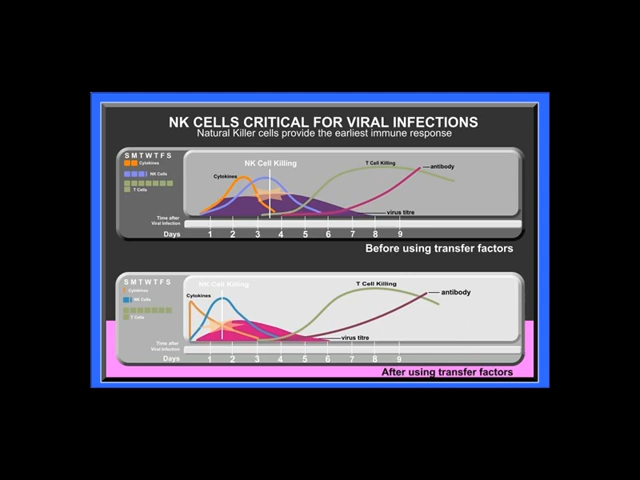 NK CELLS CRITICAL FOR VIRAL INFECTIONS
Natural Killer cells provide the earliest immune response
S M T W T F S
Cytokines
NK Cells
T Cells
NK Cell Killing
Cytokines
T Cell Killing
antibody
virus titre
Time after
Viral Infection
Days 1 2 3 4 5 6 7 8 9
Before using transfer factors
S M T W T F S
Cytokines
NK Cells
T Cells
NK Cell Killing
Cytokines
T Cell Killing
antibody
virus titre
Time after
Viral Infection
Days 1 2 3 4 5 6 7 8 9
After using transfer factors